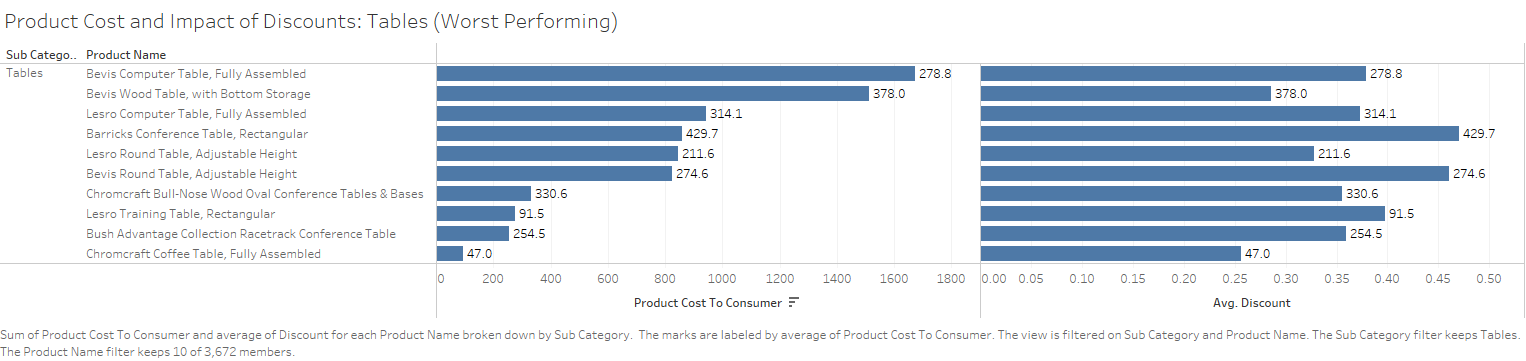 Product Cost and Impact of Discounts: Tables (Worst Performing)
Sub Catego.. Product Name
Tables Bevis Computer Table, Fully Assembled 278.8 278.8
Bevis Wood Table, with Bottom Storage 378.0 378.0
Lesro Computer Table, Fully Assembled 314.1 314.1
Barricks Conference Table, Rectangular 429.7 429.7
Lesro Round Table, Adjustable Height 211.6 211.6
Bevis Round Table, Adjustable Height 274.6 274.6
Chromcraft Bull-Nose Wood Oval Conference Tables & Bases 330.6 330.6
Lesro Training Table, Rectangular 91.5 91.5
Bush Advantage Collection Racetrack Conference Table 254.5 254.5
Chromcraft Coffee Table, Fully Assembled 47.0 47.0
0 200 400 600 800 1000 1200 1400 1600 1800 0.00 0.05 0.10 0.15 0.20 0.25 0.30 0.35 0.40 0.45 0.50
Product Cost To Consumer Avg. Discount
Sum of Product Cost To Consumer and average of Discount for each Product Name broken down by Sub Category. The marks are labeled by average of Product Cost To Consumer. The view is filtered on Sub Category and Product Name. The Sub Category filter keeps Tables.
The Product Name filter keeps 10 of 3,672 members.